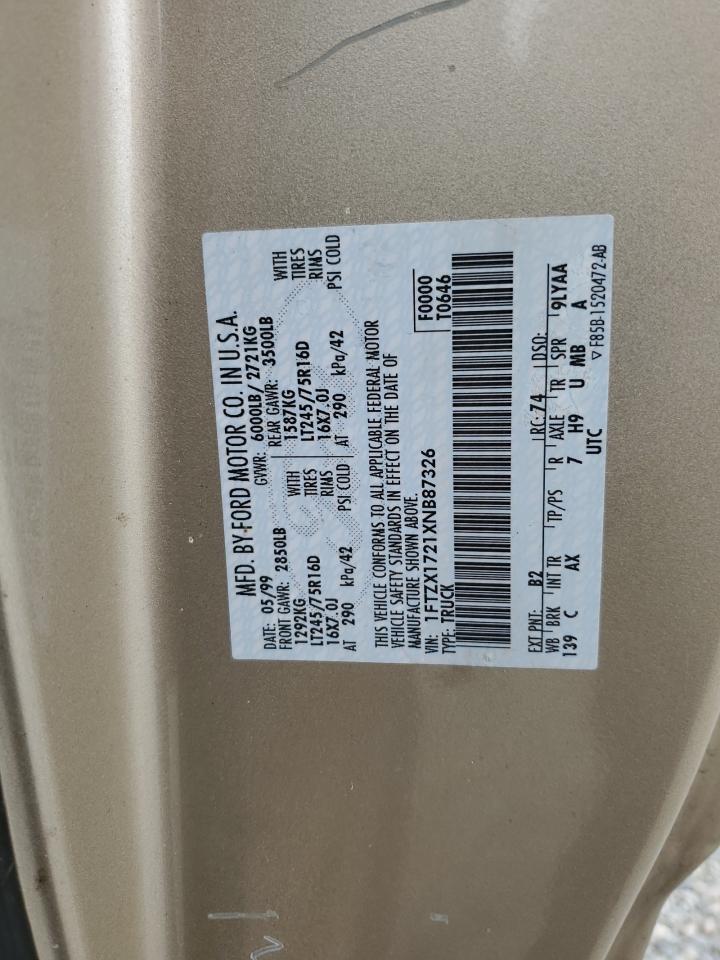 MFD. BY FORD MOTOR CO. IN U.S.A.
DATE: 05/99 GVWR: 6000LB/ 2721KG
FRONT GAWR: 2850LB REAR GAWR: 3500LB
1292KG WITH 1587KG WITH
LT245/75R16D TIRES LT245/75R16D TIRES
16X7.0J RIMS 16X7.0J RIMS
AT 290 kPa/42 PSI COLD AT 290 kPa/42 PSI COLD
THIS VEHICLE CONFORMS TO ALL APPLICABLE FEDERAL MOTOR
VEHICLE SAFETY STANDARDS IN EFFECT ON THE DATE OF
MANUFACTURE SHOWN ABOVE.
VIN: 1FTZX1721XNB87326 F0000
TYPE: TRUCK T0646
EXT PNT: B2 RC: 74 DSO:
WB BRK INT TR TP/PS R AXLE TR SPR
139 C AX 7 H9 U MB 9LYAA
UTC A
▽ F85B-1520472-AB